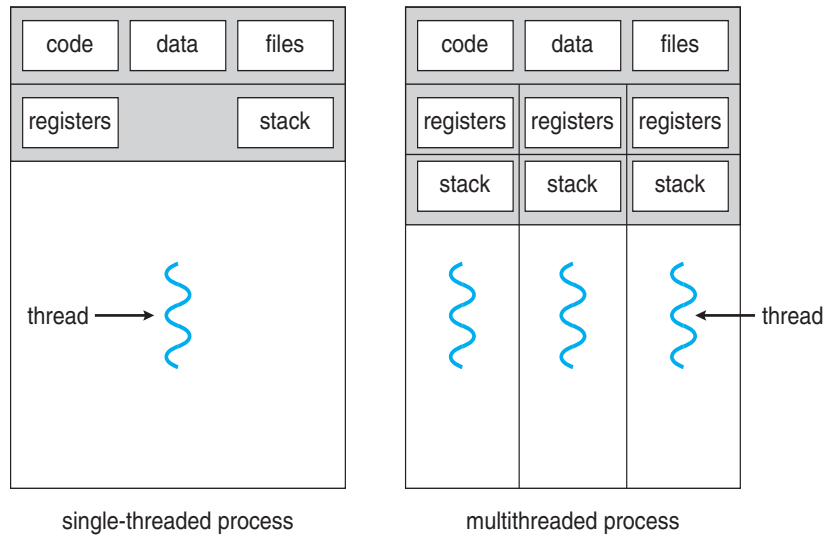 code data files
registers stack
thread
single-threaded process
code data files
registers registers registers
stack stack stack
thread
multithreaded process